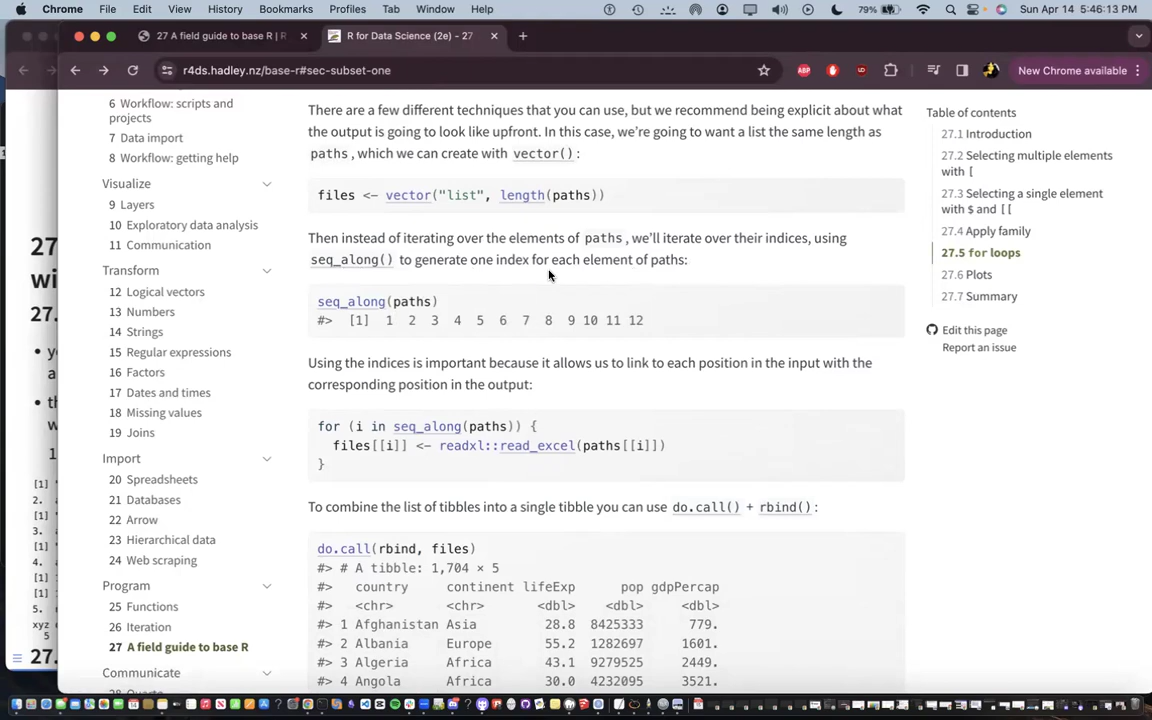 Chrome File Edit View History Bookmarks Profiles Tab Window Help 79% Sun Apr 14 5:46:13 PM
27 A field guide to base R | R for Data Science (2e) - 27
r4ds.hadley.nz/base-r#sec-subset-one ABP New Chrome available
6 Workflow: scripts and
projects
7 Data import
8 Workflow: getting help
Visualize
9 Layers
10 Exploratory data analysis
11 Communication
Transform
12 Logical vectors
13 Numbers
14 Strings
15 Regular expressions
16 Factors
17 Dates and times
18 Missing values
19 Joins
Import
20 Spreadsheets
21 Databases
22 Arrow
23 Hierarchical data
24 Web scraping
Program
25 Functions
26 Iteration
27 A field guide to base R
Communicate
There are a few different techniques that you can use, but we recommend being explicit about what
the output is going to look like upfront. In this case, we're going to want a list the same length as
paths, which we can create with vector():
files <- vector("list", length(paths))
Then instead of iterating over the elements of paths, we'll iterate over their indices, using
seq_along() to generate one index for each element of paths:
seq_along(paths)
#> [1] 1 2 3 4 5 6 7 8 9 10 11 12
Using the indices is important because it allows us to link to each position in the input with the
corresponding position in the output:
for (i in seq_along(paths)) {
files[[i]] <- readxl::read_excel(paths[[i]])
}
To combine the list of tibbles into a single tibble you can use do.call() + rbind():
do.call(rbind, files)
#> # A tibble: 1,704 × 5
#> country continent lifeExp pop gdpPercap
#> <chr> <chr> <dbl> <dbl> <dbl>
#> 1 Afghanistan Asia 28.8 8425333 779.
#> 2 Albania Europe 55.2 1282697 1601.
#> 3 Algeria Africa 43.1 9279525 2449.
#> 4 Angola Africa 30.0 4232095 3521.
Table of contents
27.1 Introduction
27.2 Selecting multiple elements
with [
27.3 Selecting a single element
with $ and [[
27.4 Apply family
27.5 for loops
27.6 Plots
27.7 Summary
Edit this page
Report an issue
27
wi
27.